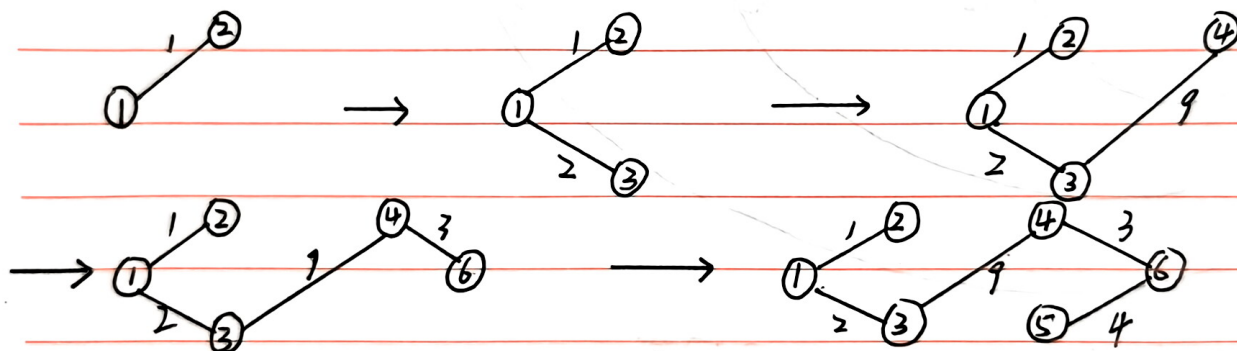 1 ② 1 ② 1 ② ④
① → ① → ① 9
2 ③ 2 ③
1 ② ④ 3 1 ② ④ 3
→ ① 9 ⑥ → ① 9 ⑥
2 ③ 2 ③ ⑤ 4